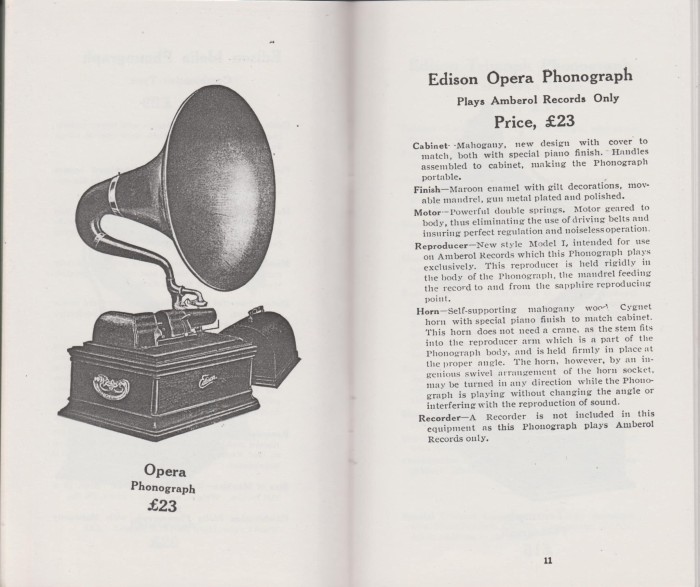 Edison
Opera
Phonograph
£23
Edison Opera Phonograph
Plays Amberol Records Only
Price, £23
Cabinet—Mahogany, new design with cover to
match, both with special piano finish. Handles
assembled to cabinet, making the Phonograph
portable.
Finish—Maroon enamel with gilt decorations, mov-
able mandrel, gun metal plated and polished.
Motor—Powerful double springs. Motor geared to
body, thus eliminating the use of driving belts and
insuring perfect regulation and noiseless operation.
Reproducer—New style Model L, intended for use
on Amberol Records which this Phonograph plays
exclusively. This reproducer is held rigidly in
the body of the Phonograph, the mandrel feeding
the record to and from the sapphire reproducing
point.
Horn—Self-supporting mahogany wood Cygnet
horn with special piano finish to match cabinet.
This horn does not need a crane, as the stem fits
into the reproducer arm which is a part of the
Phonograph body, and is held firmly in place at
the proper angle. The horn, however, by an in-
genious swivel arrangement of the horn socket,
may be turned in any direction while the Phono-
graph is playing without changing the angle or
interfering with the reproduction of sound.
Recorder—A Recorder is not included in this
equipment as this Phonograph plays Amberol
Records only.
11